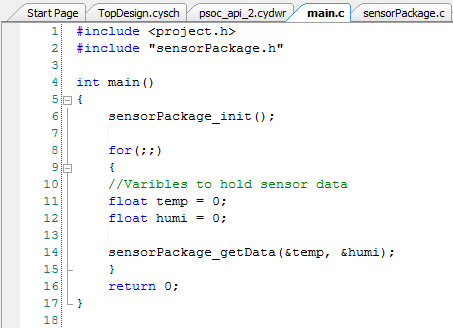 Start Page TopDesign.cysch psoc_api_2.cydwr main.c sensorPackage.c
1 #include <project.h>
2 #include "sensorPackage.h"
3
4 int main()
5 {
6 sensorPackage_init();
7
8 for(;;)
9 {
10 //Varibles to hold sensor data
11 float temp = 0;
12 float humi = 0;
13
14 sensorPackage_getData(&temp, &humi);
15 }
16 return 0;
17 }
18